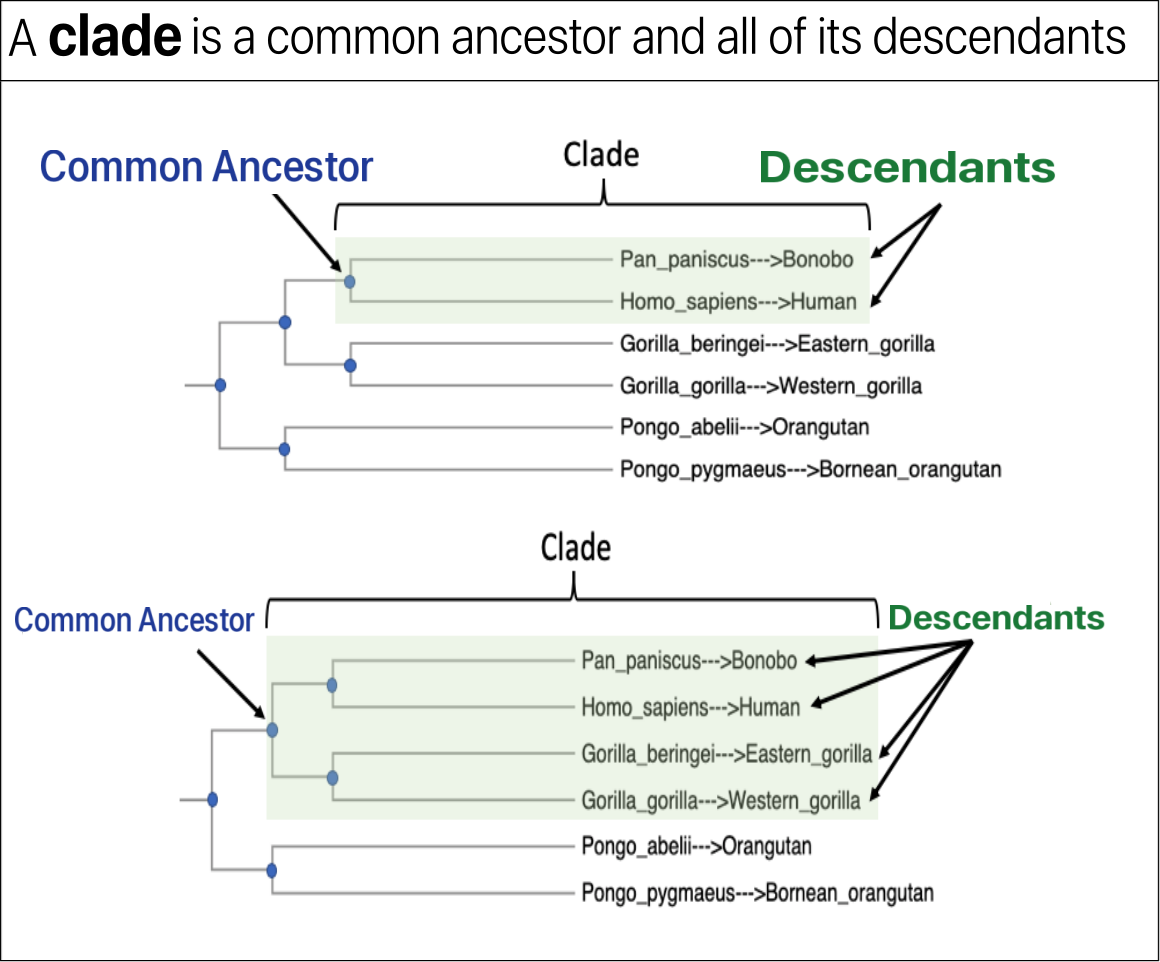 A clade is a common ancestor and all of its descendants
Clade
Common Ancestor
Descendants
Pan_paniscus--->Bonobo
Homo_sapiens--->Human
Gorilla_beringei--->Eastern_gorilla
Gorilla_gorilla--->Western_gorilla
Pongo_abelii--->Orangutan
Pongo_pygmaeus--->Bornean_orangutan
Clade
Common Ancestor
Descendants
Pan_paniscus--->Bonobo
Homo_sapiens--->Human
Gorilla_beringei--->Eastern_gorilla
Gorilla_gorilla--->Western_gorilla
Pongo_abelii--->Orangutan
Pongo_pygmaeus--->Bornean_orangutan